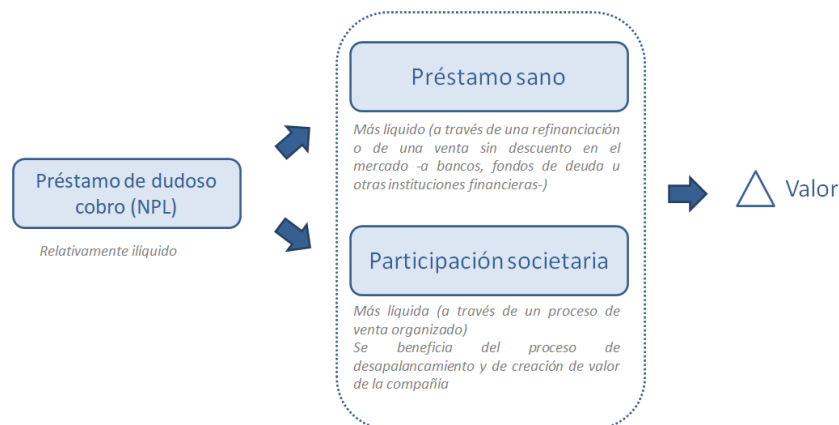 Préstamo de dudoso
cobro (NPL)
Relativamente ilíquido
Préstamo sano
Más líquido (a través de una refinanciación
o de una venta sin descuento en el
mercado -a bancos, fondos de deuda u
otras instituciones financieras-)
Participación societaria
Más líquida (a través de un proceso de
venta organizado)
Se beneficia del proceso de
desapalancamiento y de creación de valor
de la compañía
Valor